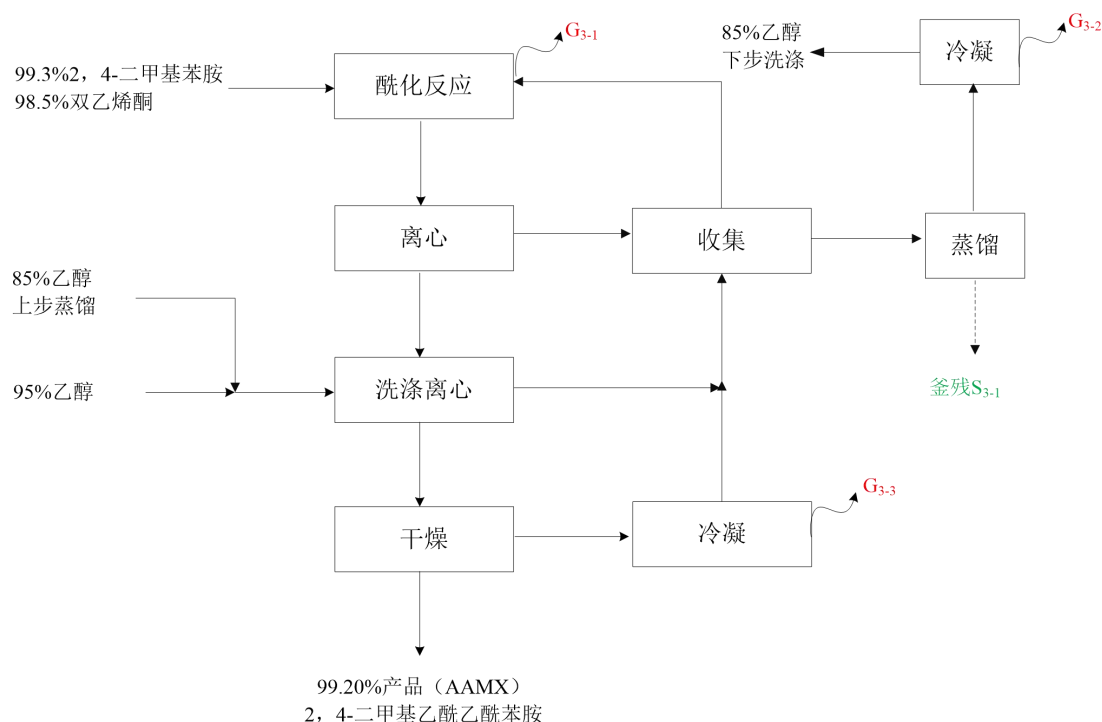 G3-1
99.3%2，4-二甲基苯胺
98.5%双乙烯酮
酰化反应
85%乙醇
下步洗涤
冷凝
G3-2
离心
收集
蒸馏
85%乙醇
上步蒸馏
95%乙醇
洗涤离心
釜残S3-1
干燥
冷凝
G3-3
99.20%产品（AAMX）
2，4-二甲基乙酰乙酰苯胺